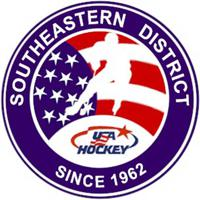 SOUTHEASTERN DISTRICT
USA
HOCKEY
SINCE 1962